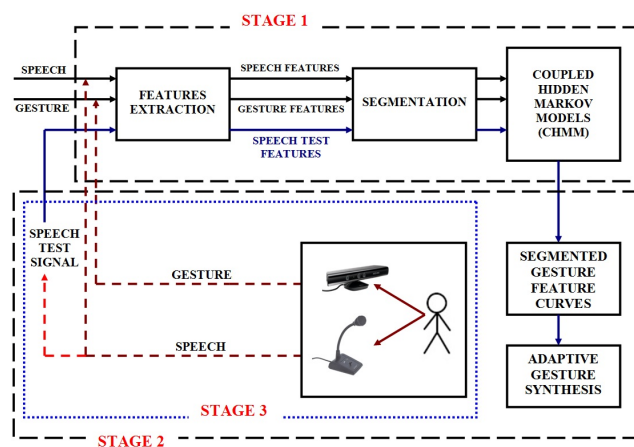 STAGE 1
SPEECH
GESTURE
FEATURES
EXTRACTION
SPEECH FEATURES
GESTURE FEATURES
SPEECH TEST
FEATURES
SEGMENTATION
COUPLED
HIDDEN
MARKOV
MODELS
(CHMM)
SPEECH
TEST
SIGNAL
GESTURE
SPEECH
SEGMENTED
GESTURE
FEATURE
CURVES
ADAPTIVE
GESTURE
SYNTHESIS
STAGE 3
STAGE 2